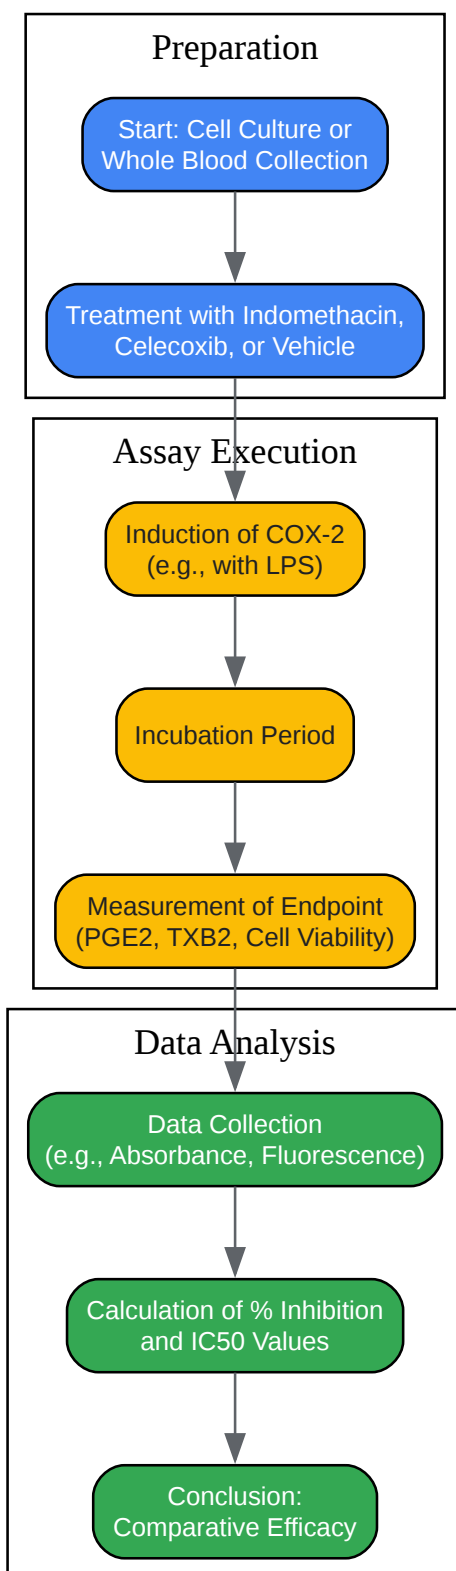 Preparation
Start: Cell Culture or
Whole Blood Collection
Treatment with Indomethacin,
Celecoxib, or Vehicle
Assay Execution
Induction of COX-2
(e.g., with LPS)
Incubation Period
Measurement of Endpoint
(PGE2, TXB2, Cell Viability)
Data Analysis
Data Collection
(e.g., Absorbance, Fluorescence)
Calculation of % Inhibition
and IC50 Values
Conclusion:
Comparative Efficacy